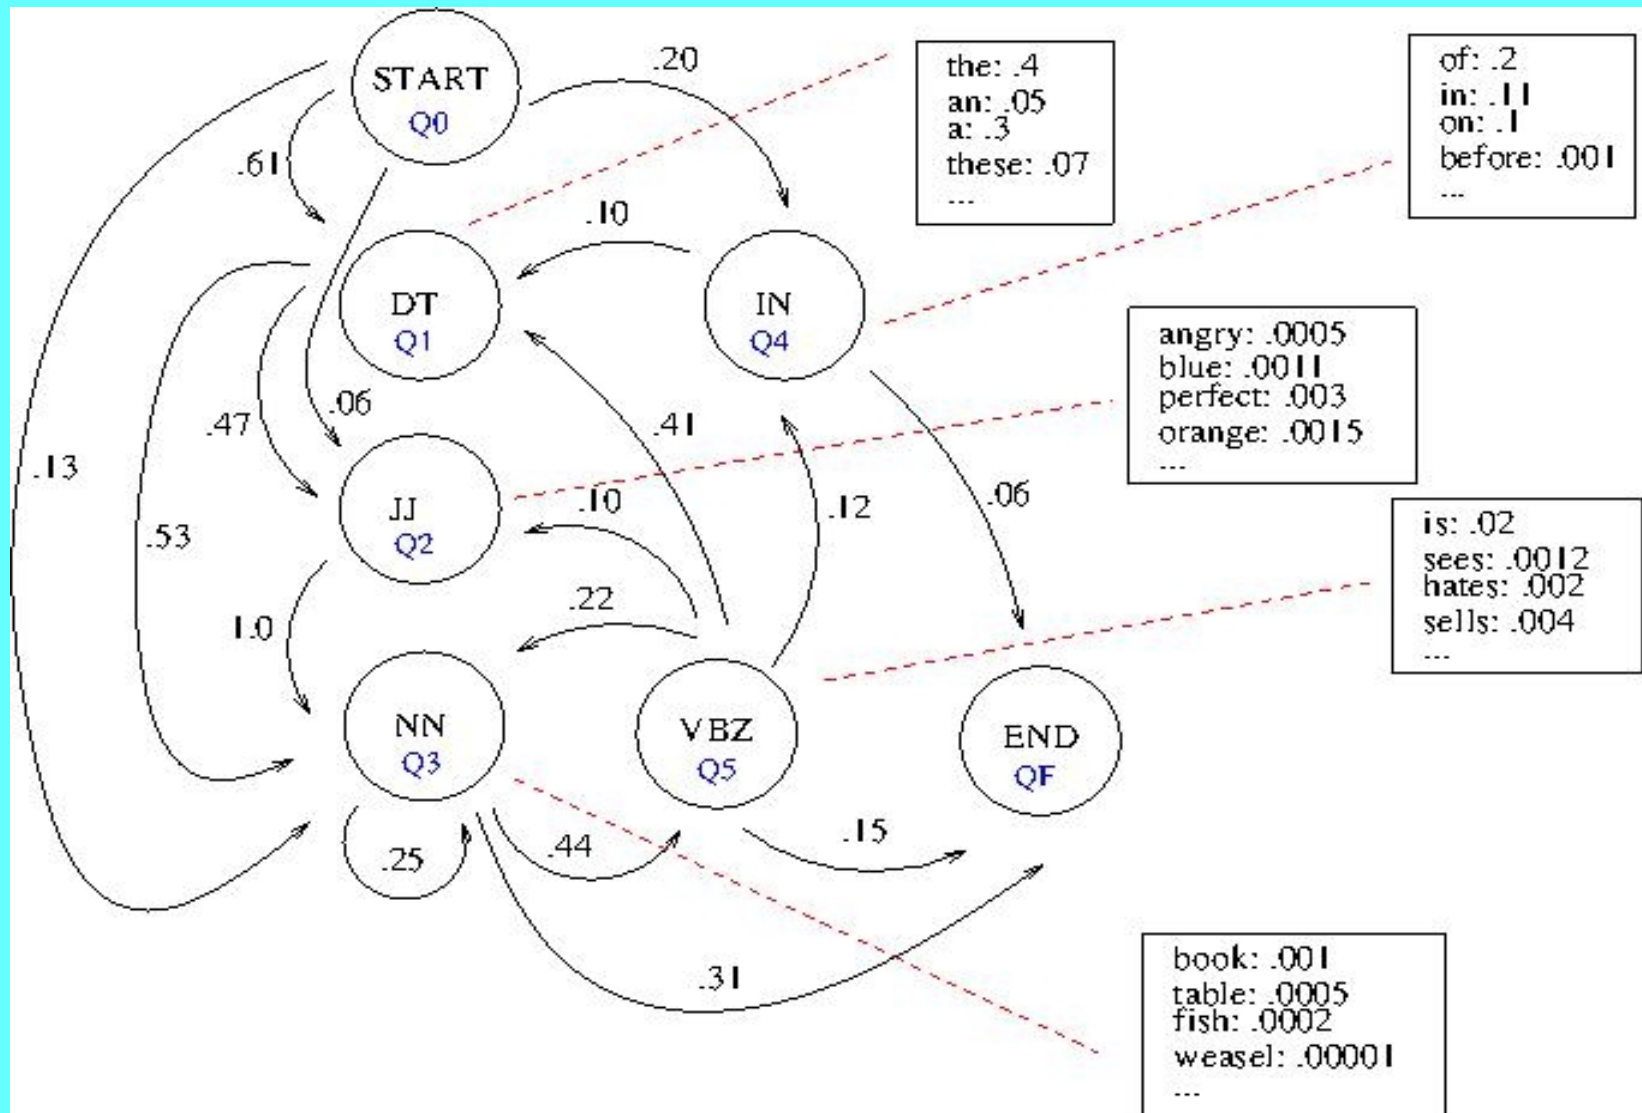 START
Q0
.20
.61
the: .4
an: .05
a: .3
these: .07
...
of: .2
in: .11
on: .1
before: .001
...
.10
DT
Q1
IN
Q4
.47
.06
.41
.13
angry: .0005
blue: .0011
perfect: .003
orange: .0015
...
JJ
Q2
.10
.12
.06
.53
is: .02
sees: .0012
hates: .002
sells: .004
...
1.0
.22
NN
Q3
VBZ
Q5
END
QF
.25
.44
.15
.31
book: .001
table: .0005
fish: .0002
weasel: .00001
...